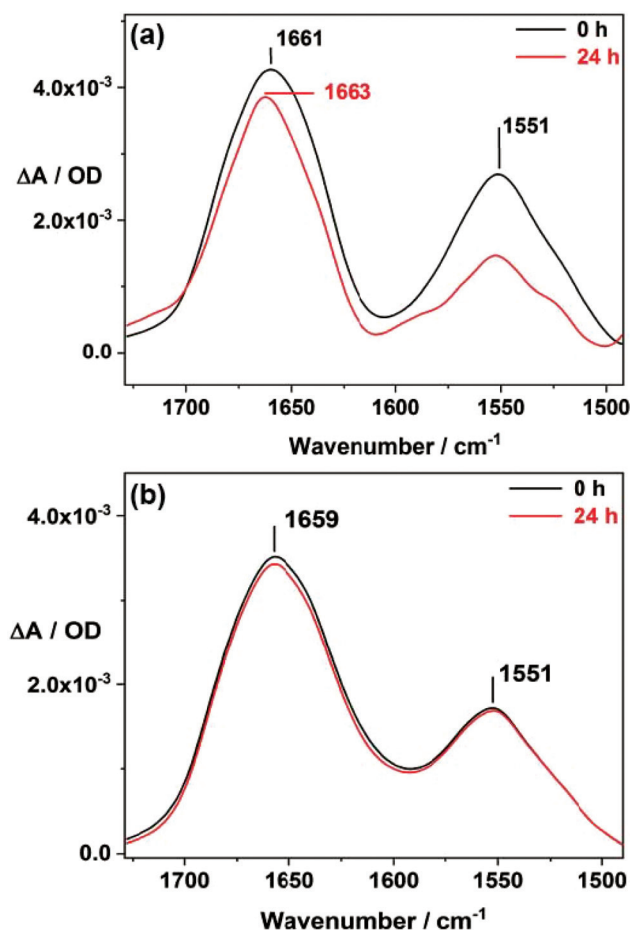 (a)
1661
0 h
24 h
4.0x10⁻³
1663
1551
ΔA / OD
2.0x10⁻³
0.0
1700 1650 1600 1550 1500
Wavenumber / cm⁻¹
(b)
0 h
24 h
4.0x10⁻³
1659
ΔA / OD
2.0x10⁻³
1551
0.0
1700 1650 1600 1550 1500
Wavenumber / cm⁻¹